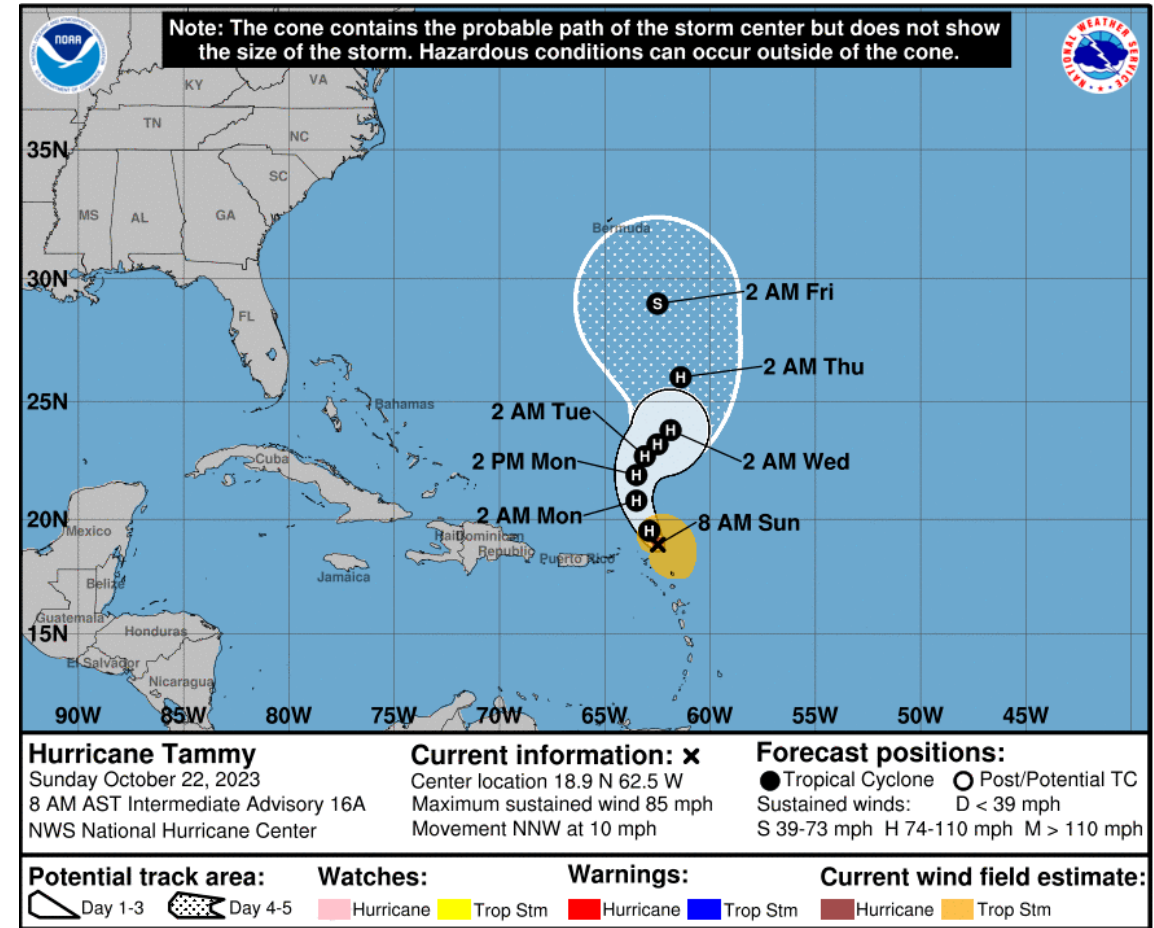 Note: The cone contains the probable path of the storm center but does not show
the size of the storm. Hazardous conditions can occur outside of the cone.
NOAA
NATIONAL WEATHER SERVICE
KY
VA
TN
NC
35N
SC
MS
AL
GA
Bermuda
30N
2 AM Fri
S
FL
2 AM Thu
H
25N
Bahamas
2 AM Tue
H
H
H
Cuba
2 PM Mon
H
2 AM Wed
H
20N
2 AM Mon
8 AM Sun
Mexico
H
Haiti
Dominican
Republic
Puerto Rico
Jamaica
Belize
Guatemala
15N
Honduras
El Salvador
Nicaragua
90W 85W 80W 75W 70W 65W 60W 55W 50W 45W
Hurricane Tammy
Sunday October 22, 2023
8 AM AST Intermediate Advisory 16A
NWS National Hurricane Center
Current information: ×
Center location 18.9 N 62.5 W
Maximum sustained wind 85 mph
Movement NNW at 10 mph
Forecast positions:
Tropical Cyclone Post/Potential TC
Sustained winds: D < 39 mph
S 39-73 mph H 74-110 mph M > 110 mph
Potential track area:
Day 1-3 Day 4-5
Watches:
Hurricane Trop Stm
Warnings:
Hurricane Trop Stm
Current wind field estimate:
Hurricane Trop Stm